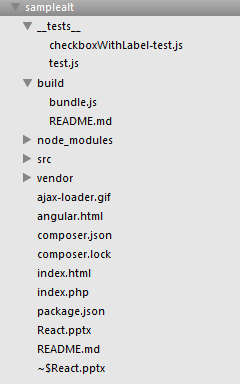 samplealt
__tests__
checkboxWithLabel-test.js
test.js
build
bundle.js
README.md
node_modules
src
vendor
ajax-loader.gif
angular.html
composer.json
composer.lock
index.html
index.php
package.json
React.pptx
README.md
~$React.pptx